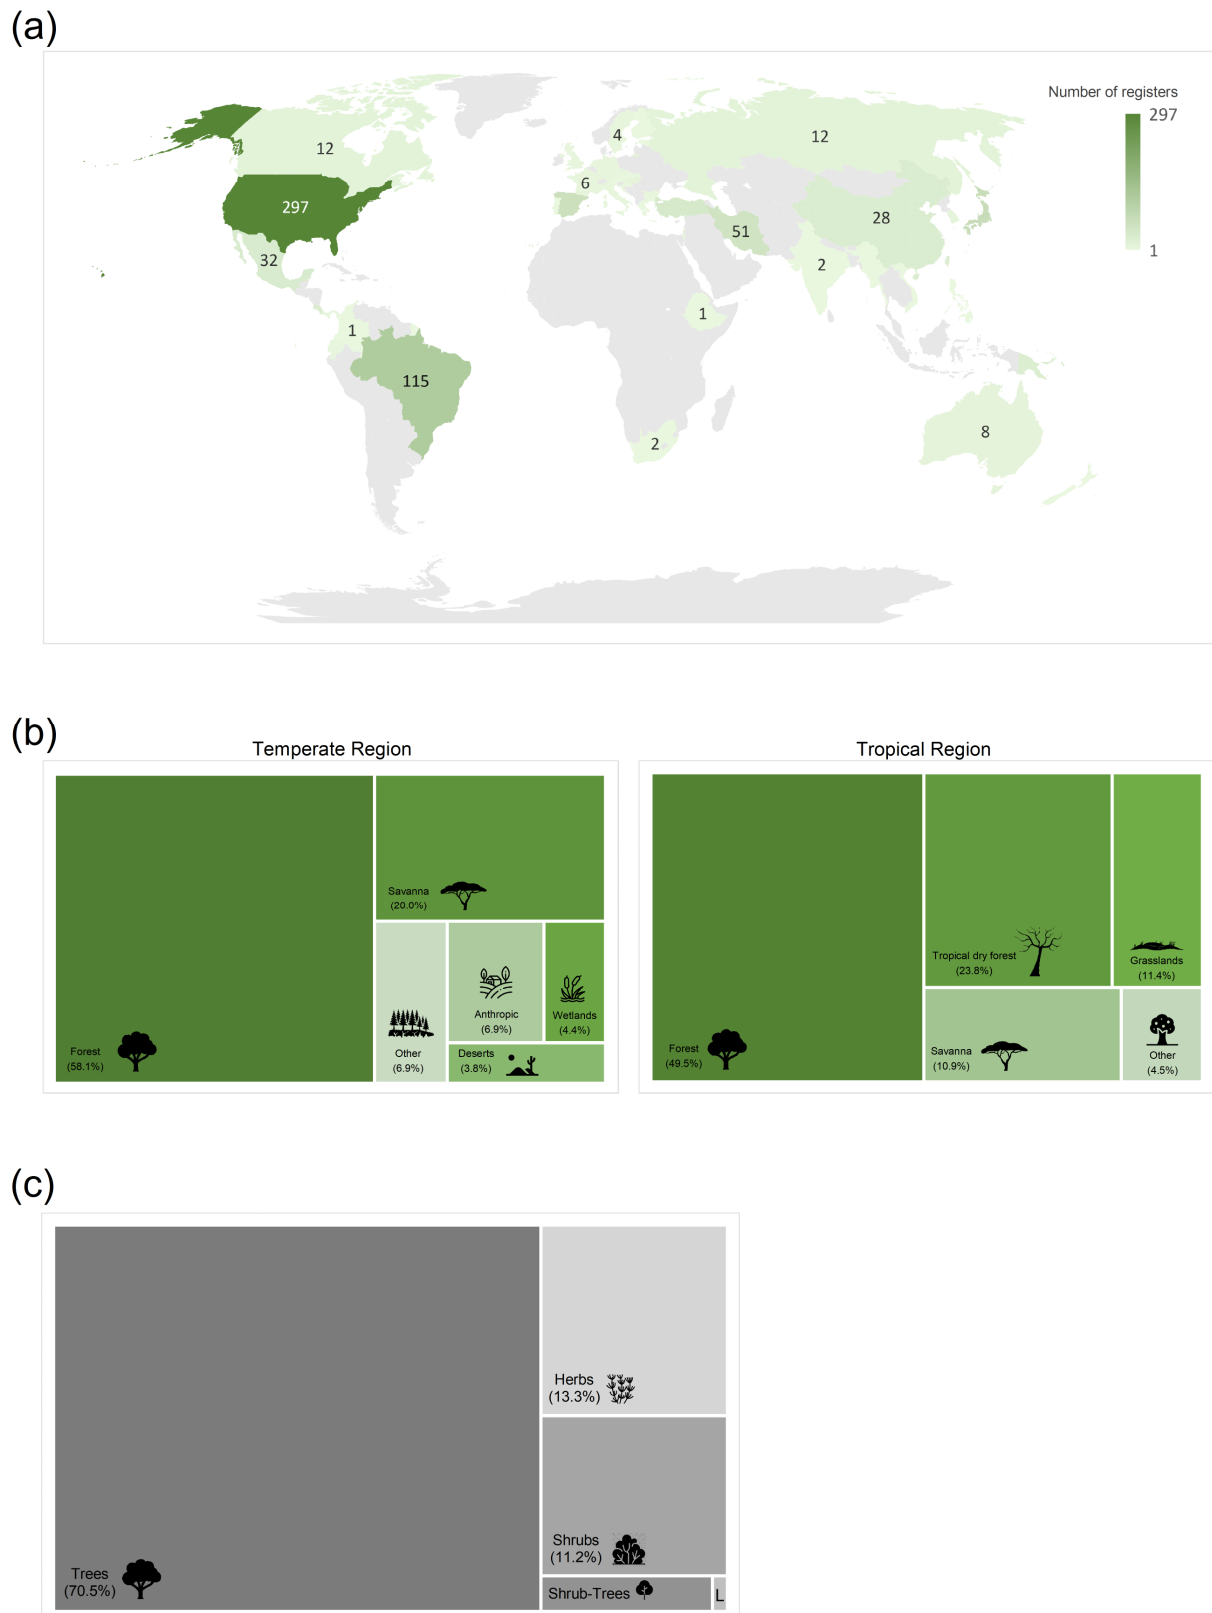 (a)
Number of registers
297
1
12
4
12
6
297
51
28
32
2
1
1
115
2
8
(b)
Temperate Region
Tropical Region
Savanna
(20.0%)
Anthropic
(6.9%)
Wetlands
(4.4%)
Forest
(58.1%)
Other
(6.9%)
Deserts
(3.8%)
Tropical dry forest
(23.8%)
Grasslands
(11.4%)
Forest
(49.5%)
Savanna
(10.9%)
Other
(4.5%)
(c)
Herbs
(13.3%)
Shrubs
(11.2%)
Trees
(70.5%)
Shrub-Trees
L